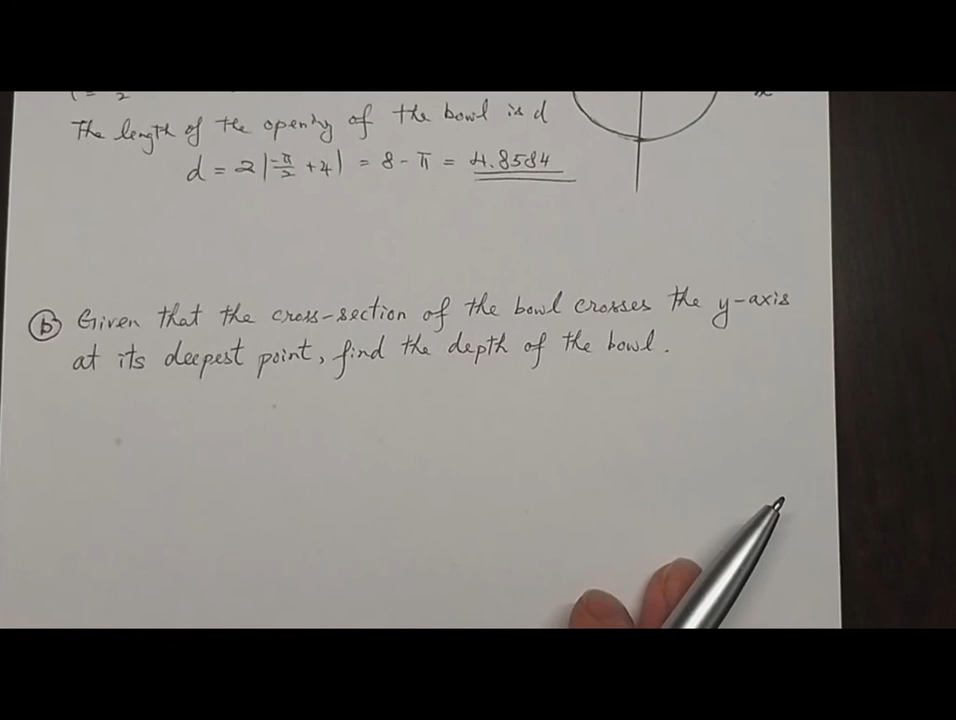 The length of the opening of the bowl is d
d = 2|-π/2 + 4| = 8 - π = 4.8584
ⓑ Given that the cross-section of the bowl crosses the y-axis
at its deepest point, find the depth of the bowl.